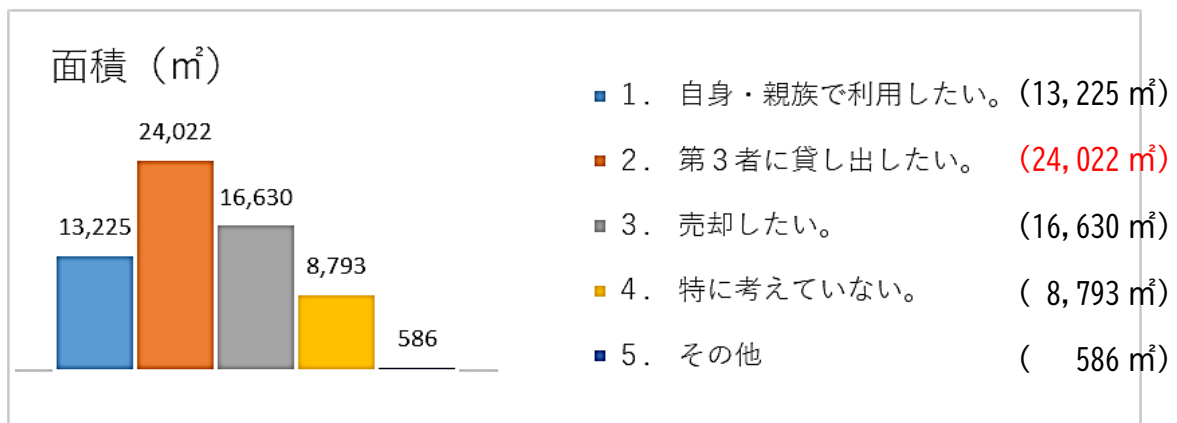 面積（㎡）
24,022
16,630
13,225
8,793
586
1. 自身・親族で利用したい。(13,225 ㎡)
2. 第３者に貸し出したい。 (24,022 ㎡)
3. 売却したい。 (16,630 ㎡)
4. 特に考えていない。 ( 8,793 ㎡)
5. その他 ( 586 ㎡)